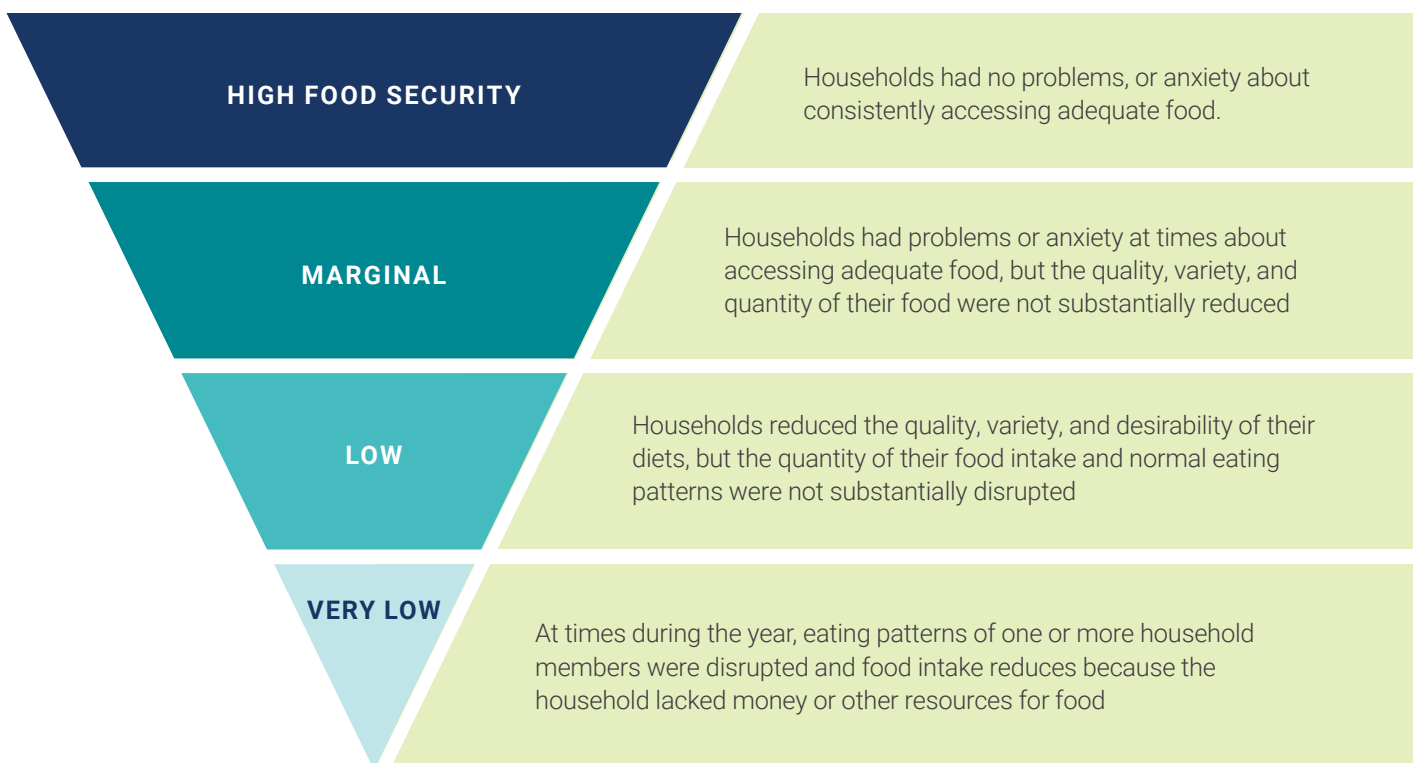 HIGH FOOD SECURITY
Households had no problems, or anxiety about
consistently accessing adequate food.
MARGINAL
Households had problems or anxiety at times about
accessing adequate food, but the quality, variety, and
quantity of their food were not substantially reduced
LOW
Households reduced the quality, variety, and desirability of their
diets, but the quantity of their food intake and normal eating
patterns were not substantially disrupted
VERY LOW
At times during the year, eating patterns of one or more household
members were disrupted and food intake reduces because the
household lacked money or other resources for food